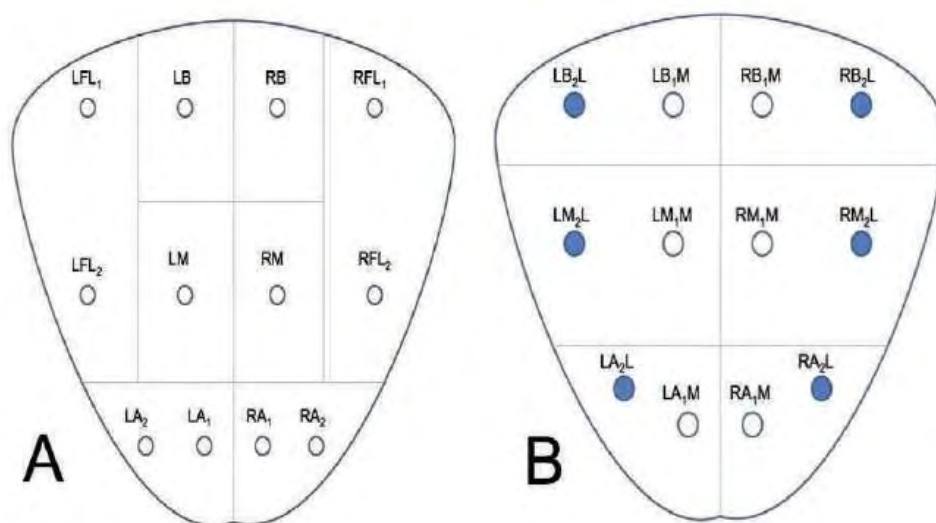 LFL₁ LB RB RFL₁
LFL₂ LM RM RFL₂
LA₂ LA₁ RA₁ RA₂
A
LB₂L LB₁M RB₁M RB₂L
LM₂L LM₁M RM₁M RM₂L
LA₂L LA₁M RA₁M RA₂L
B